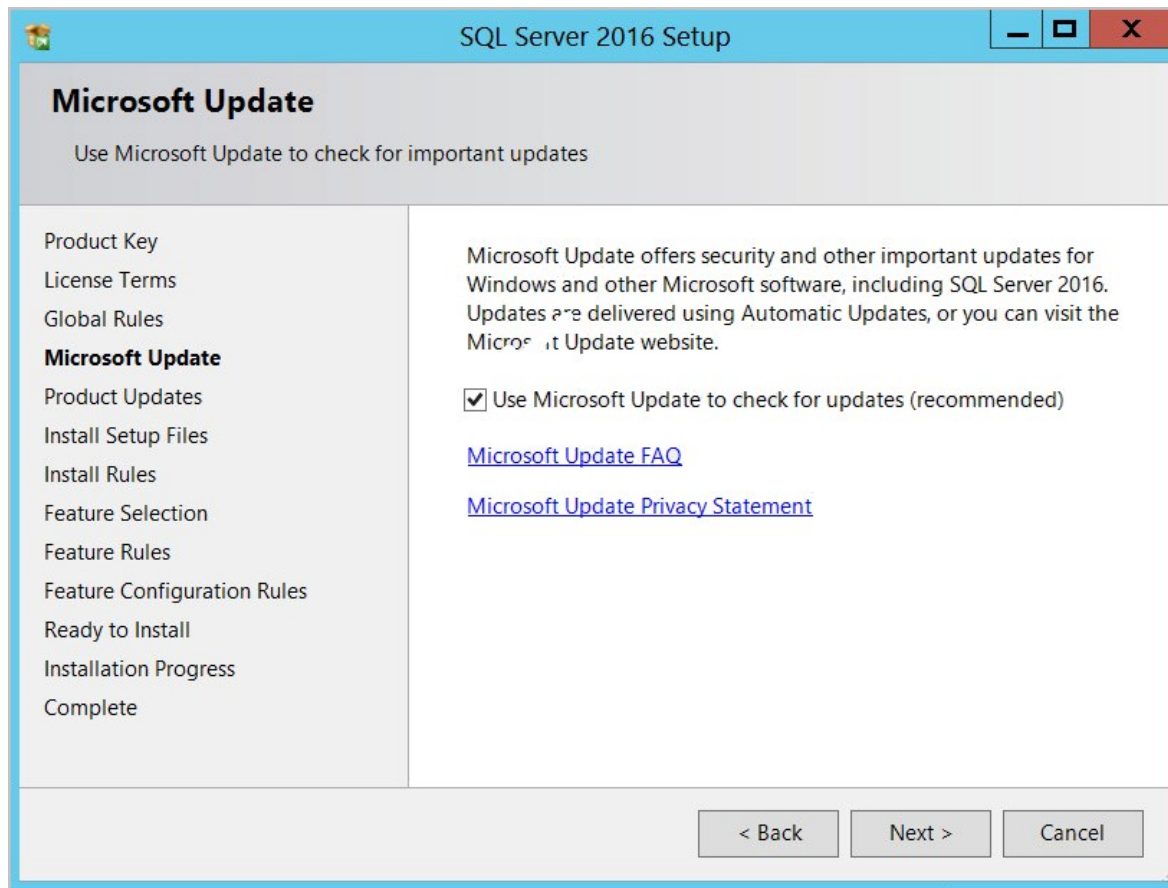 SQL Server 2016 Setup
Microsoft Update
Use Microsoft Update to check for important updates
Product Key
License Terms
Global Rules
Microsoft Update
Product Updates
Install Setup Files
Install Rules
Feature Selection
Feature Rules
Feature Configuration Rules
Ready to Install
Installation Progress
Complete
Microsoft Update offers security and other important updates for
Windows and other Microsoft software, including SQL Server 2016.
Updates are delivered using Automatic Updates, or you can visit the
Microsoft Update website.
Use Microsoft Update to check for updates (recommended)
Microsoft Update FAQ
Microsoft Update Privacy Statement
< Back
Next >
Cancel